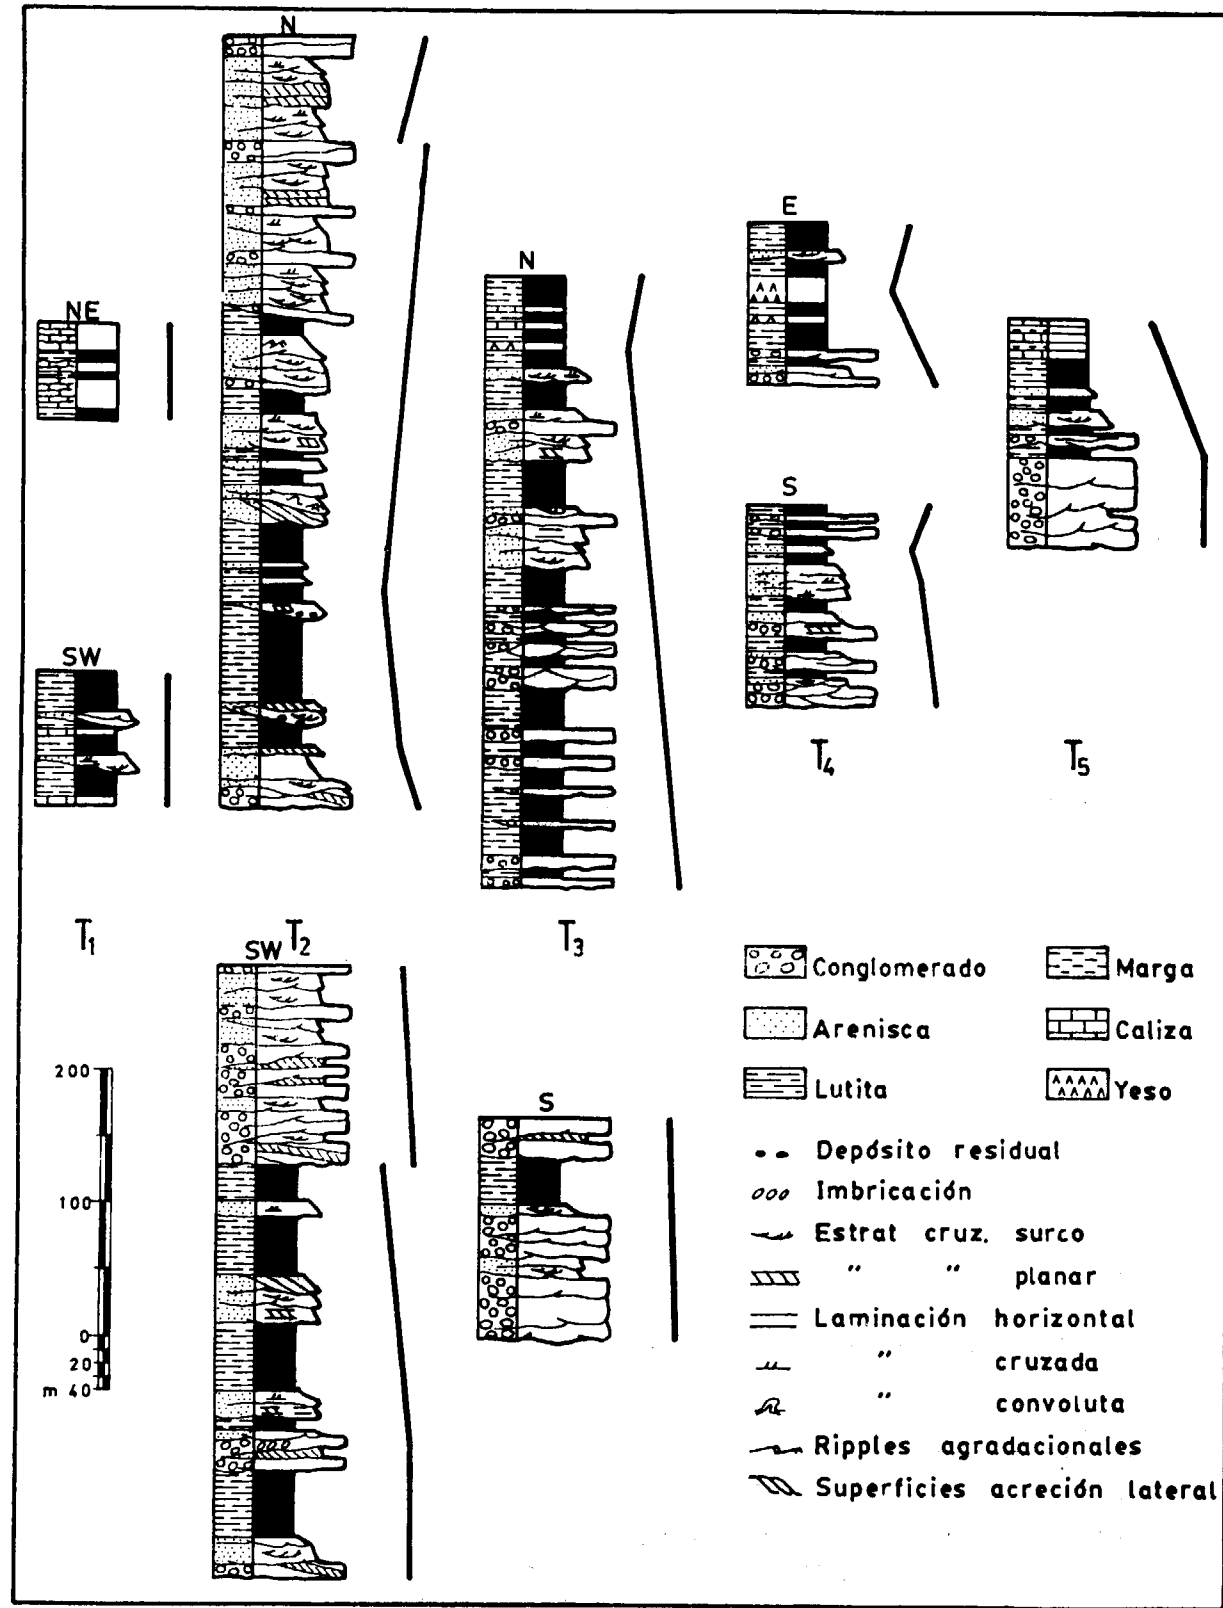 N
NE
SW
N
E
S
T4
T5
T1
T2
SW
T3
S
200
100
0
20
m 40
Conglomerado
Marga
Arenisca
Caliza
Lutita
Yeso
Depósito residual
Imbricación
Estrat cruz. surco
" " planar
Laminación horizontal
" cruzada
" convoluta
Ripples agradacionales
Superficies acreción lateral